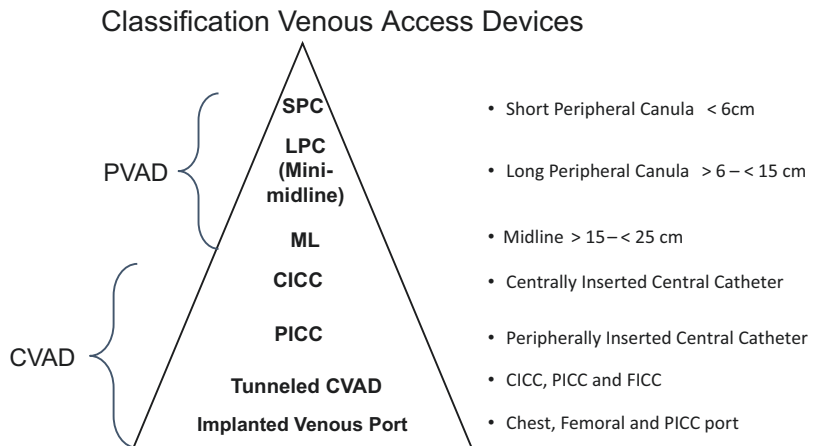 Classification Venous Access Devices
PVAD
SPC
LPC
(Mini-
midline)
ML
CVAD
CICC
PICC
Tunneled CVAD
Implanted Venous Port
• Short Peripheral Canula < 6cm
• Long Peripheral Canula > 6 – < 15 cm
• Midline > 15 – < 25 cm
• Centrally Inserted Central Catheter
• Peripherally Inserted Central Catheter
• CICC, PICC and FICC
• Chest, Femoral and PICC port